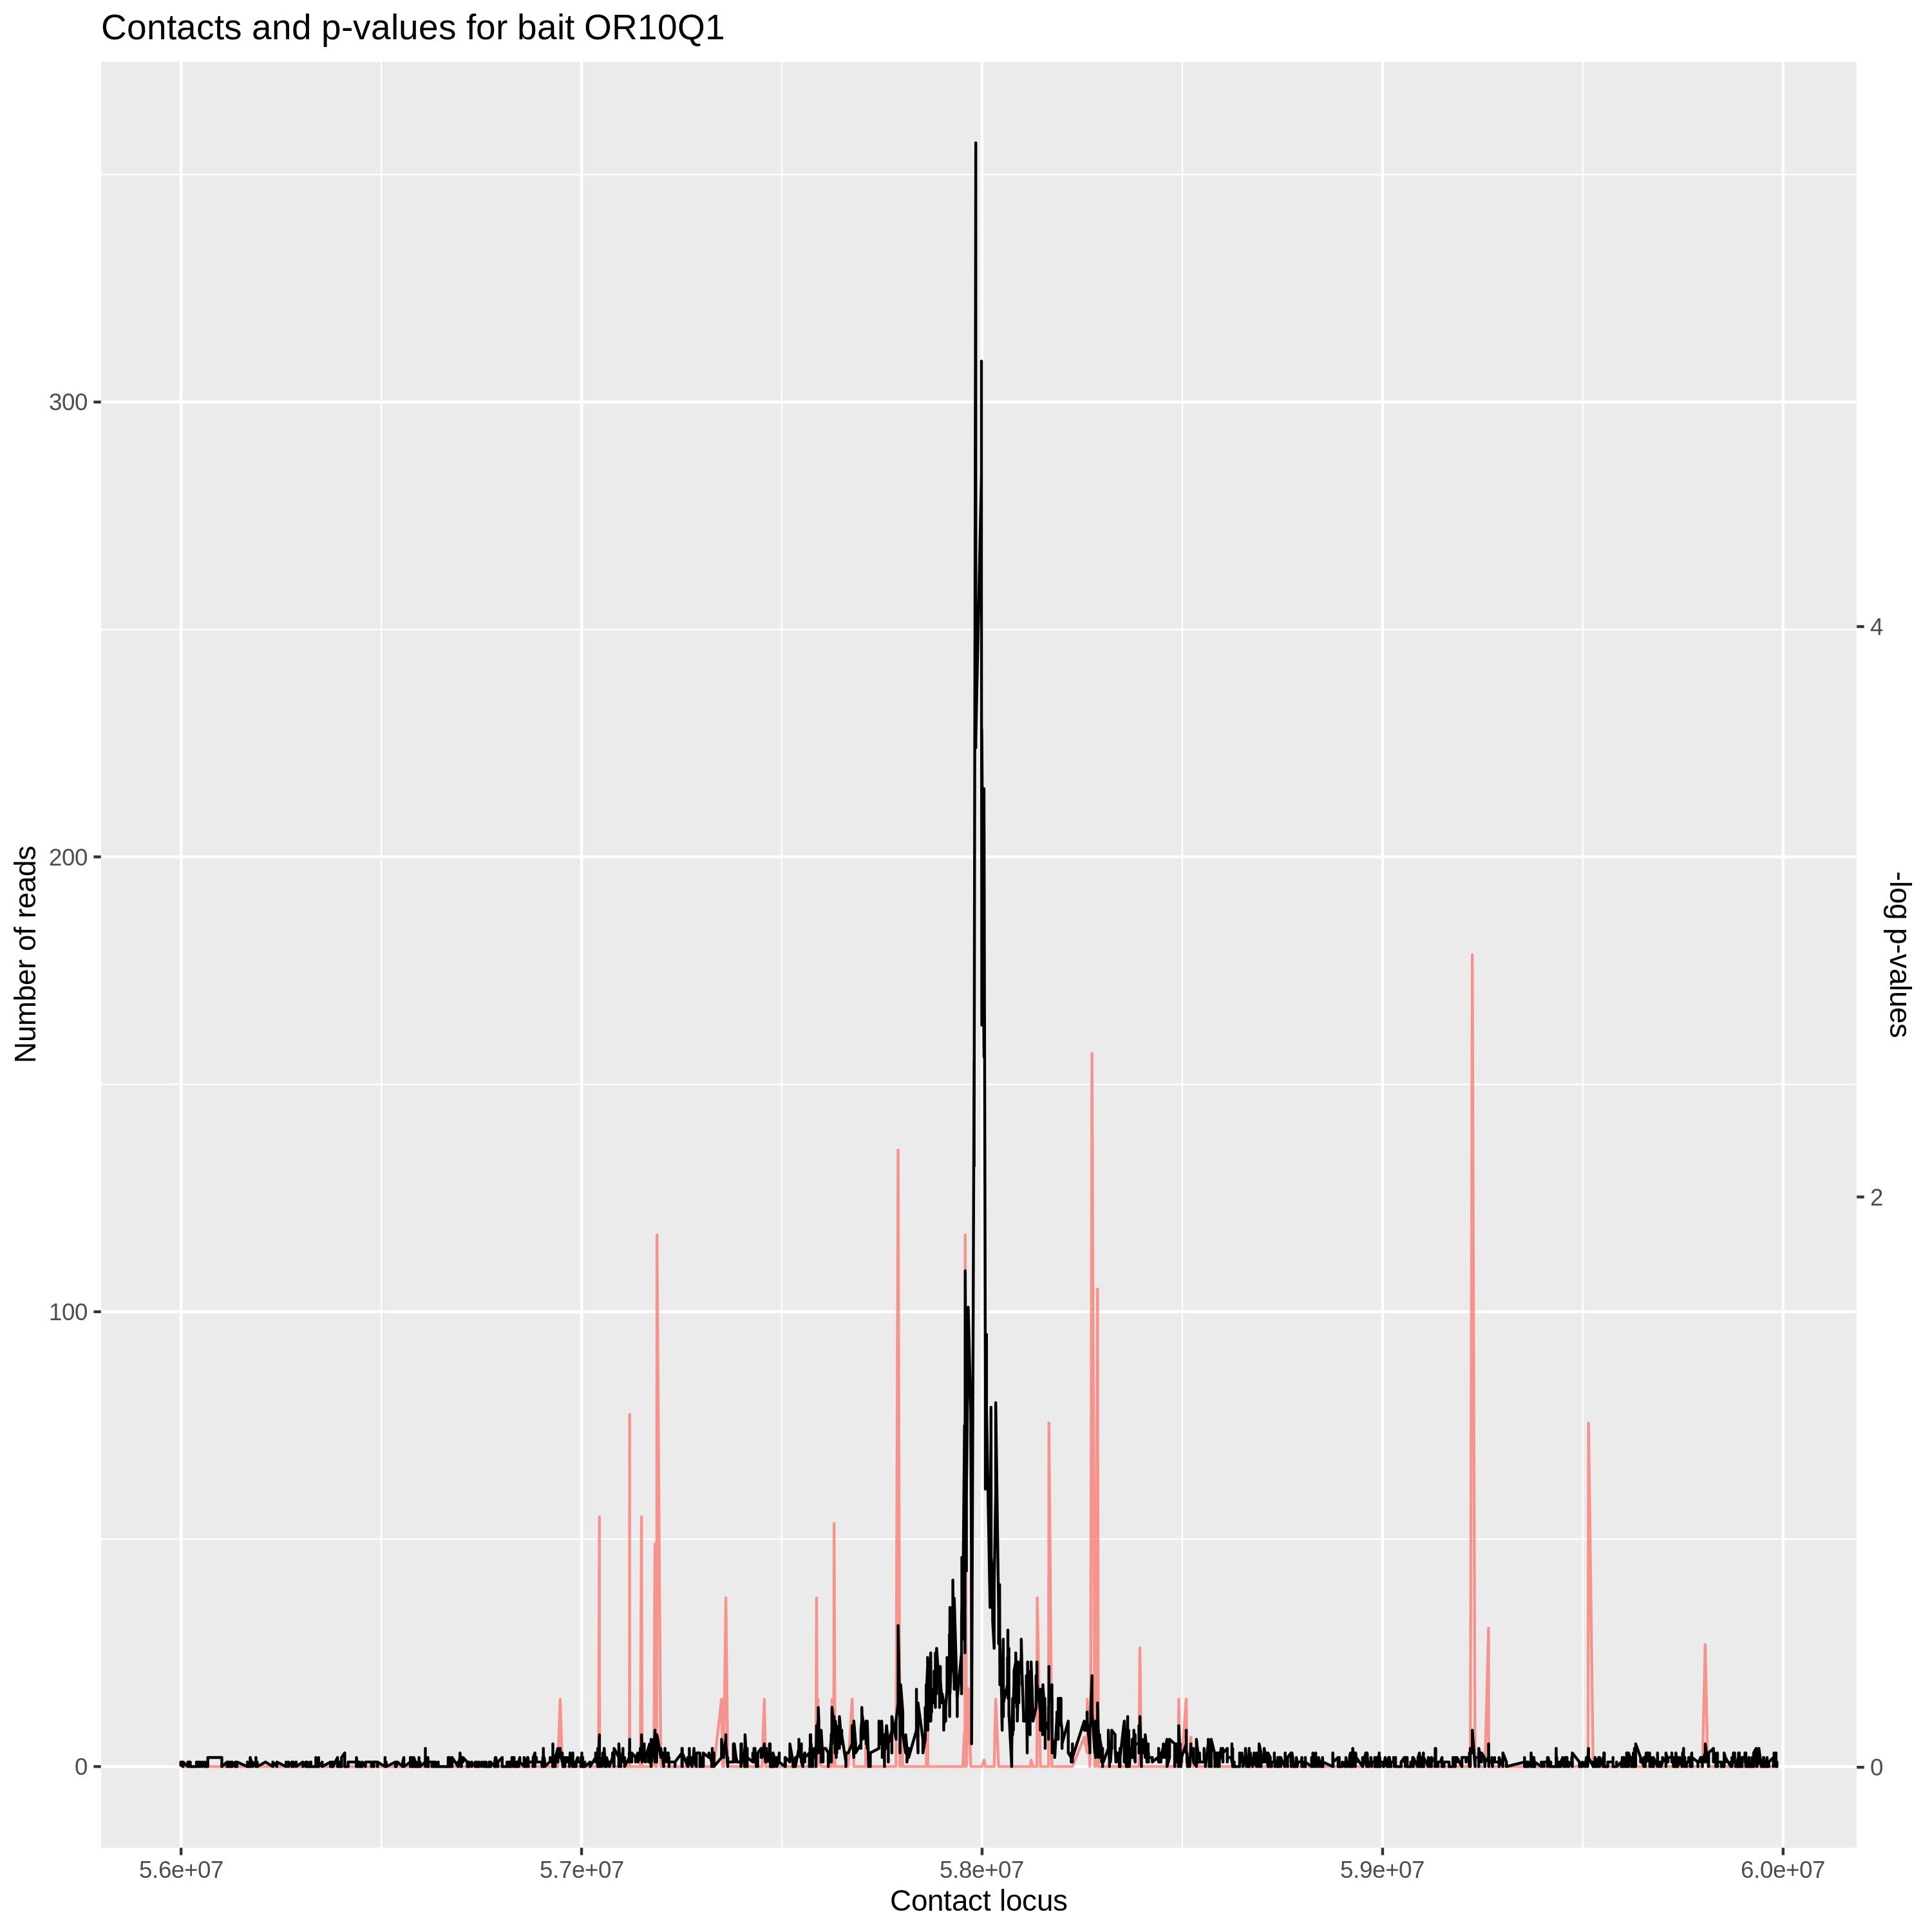 Contacts and p-values for bait OR10Q1
Number of reads
300
200
100
0
4
2
0
-log p-values
5.6e+07 5.7e+07 5.8e+07 5.9e+07 6.0e+07
Contact locus